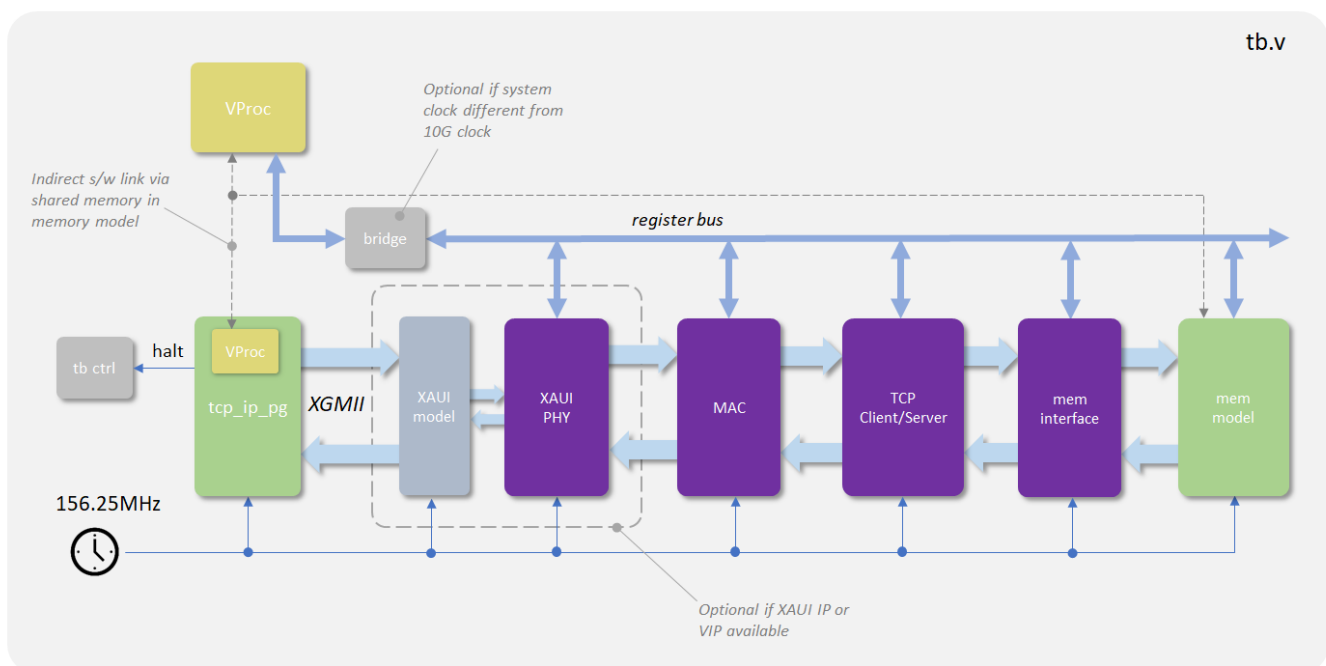 tb.v
VProc
Optional if system
clock different from
10G clock
Indirect s/w link via
shared memory in
memory model
register bus
bridge
tb ctrl
halt
VProc
tcp_ip_pg
XGMII
XAUI
model
XAUI
PHY
MAC
TCP
Client/Server
mem
interface
mem
model
156.25MHz
Optional if XAUI IP or
VIP available